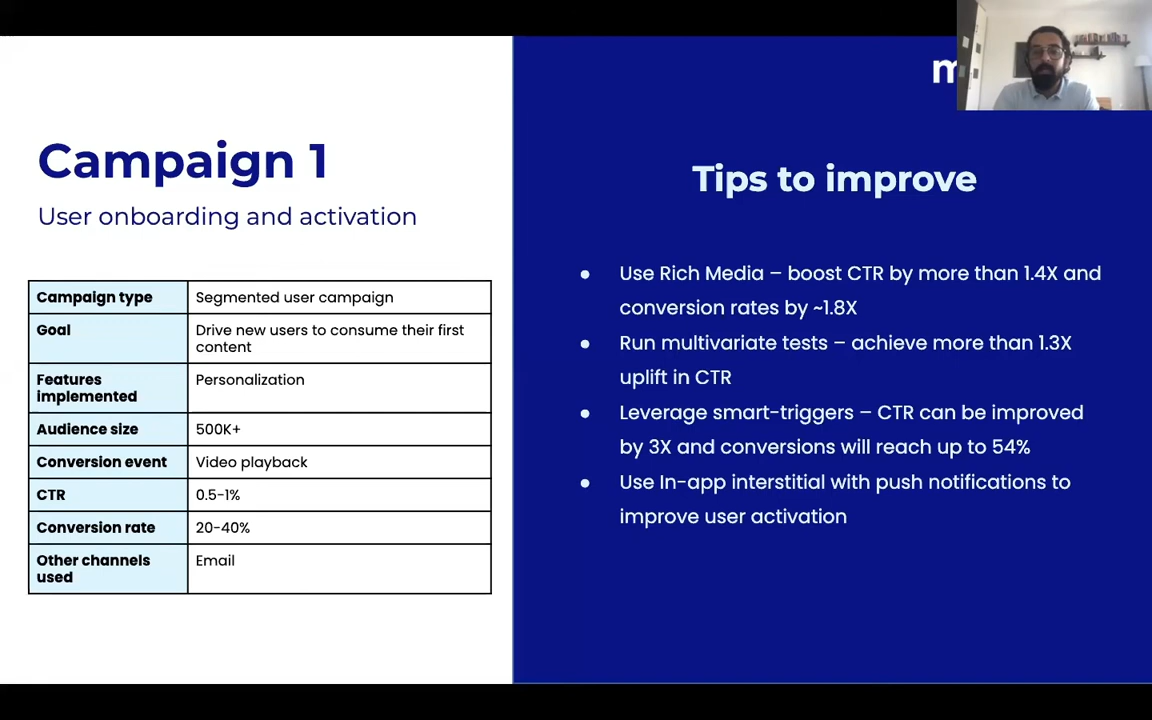 Campaign 1
User onboarding and activation
Campaign type Segmented user campaign
Goal Drive new users to consume their first
content
Features
implemented Personalization
Audience size 500K+
Conversion event Video playback
CTR 0.5-1%
Conversion rate 20-40%
Other channels
used Email
m
Tips to improve
● Use Rich Media – boost CTR by more than 1.4X and
conversion rates by ~1.8X
● Run multivariate tests – achieve more than 1.3X
uplift in CTR
● Leverage smart-triggers – CTR can be improved
by 3X and conversions will reach up to 54%
● Use In-app interstitial with push notifications to
improve user activation